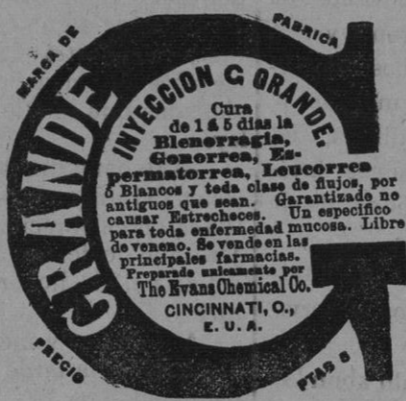 MARCA DE
FABRICA
GRANDE
INYECCION G GRANDE.
Cura
de 1 á 5 dias la
Blenorragia,
Gonorrea, Es-
permatorrea, Leucorrea
ó Blancos y toda clase de flujos, por
antiguos que sean. Garantizado no
causar Estrecheces. Un especifico
para toda enfermedad mucosa. Libre
de veneno. Se vende en las
principales farmacias.
Preparado unicamente por
The Evans Chemical Co.
CINCINNATI, O.,
E. U. A.
PRECIO
PTAS 5